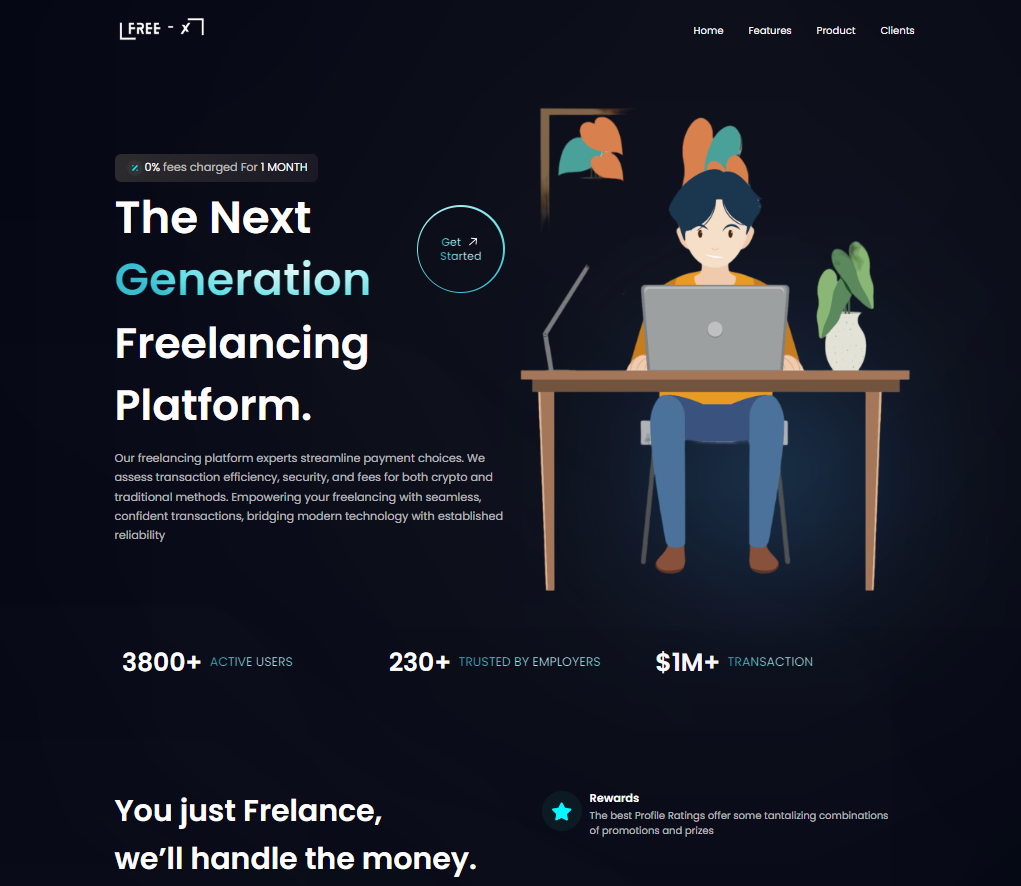 FREE - X
Home Features Product Clients
0% fees charged For 1 MONTH
The Next
Generation
Freelancing
Platform.
Get
Started
Our freelancing platform experts streamline payment choices. We
assess transaction efficiency, security, and fees for both crypto and
traditional methods. Empowering your freelancing with seamless,
confident transactions, bridging modern technology with established
reliability
3800+ ACTIVE USERS
230+ TRUSTED BY EMPLOYERS
$1M+ TRANSACTION
You just Frelance,
we’ll handle the money.
Rewards
The best Profile Ratings offer some tantalizing combinations
of promotions and prizes